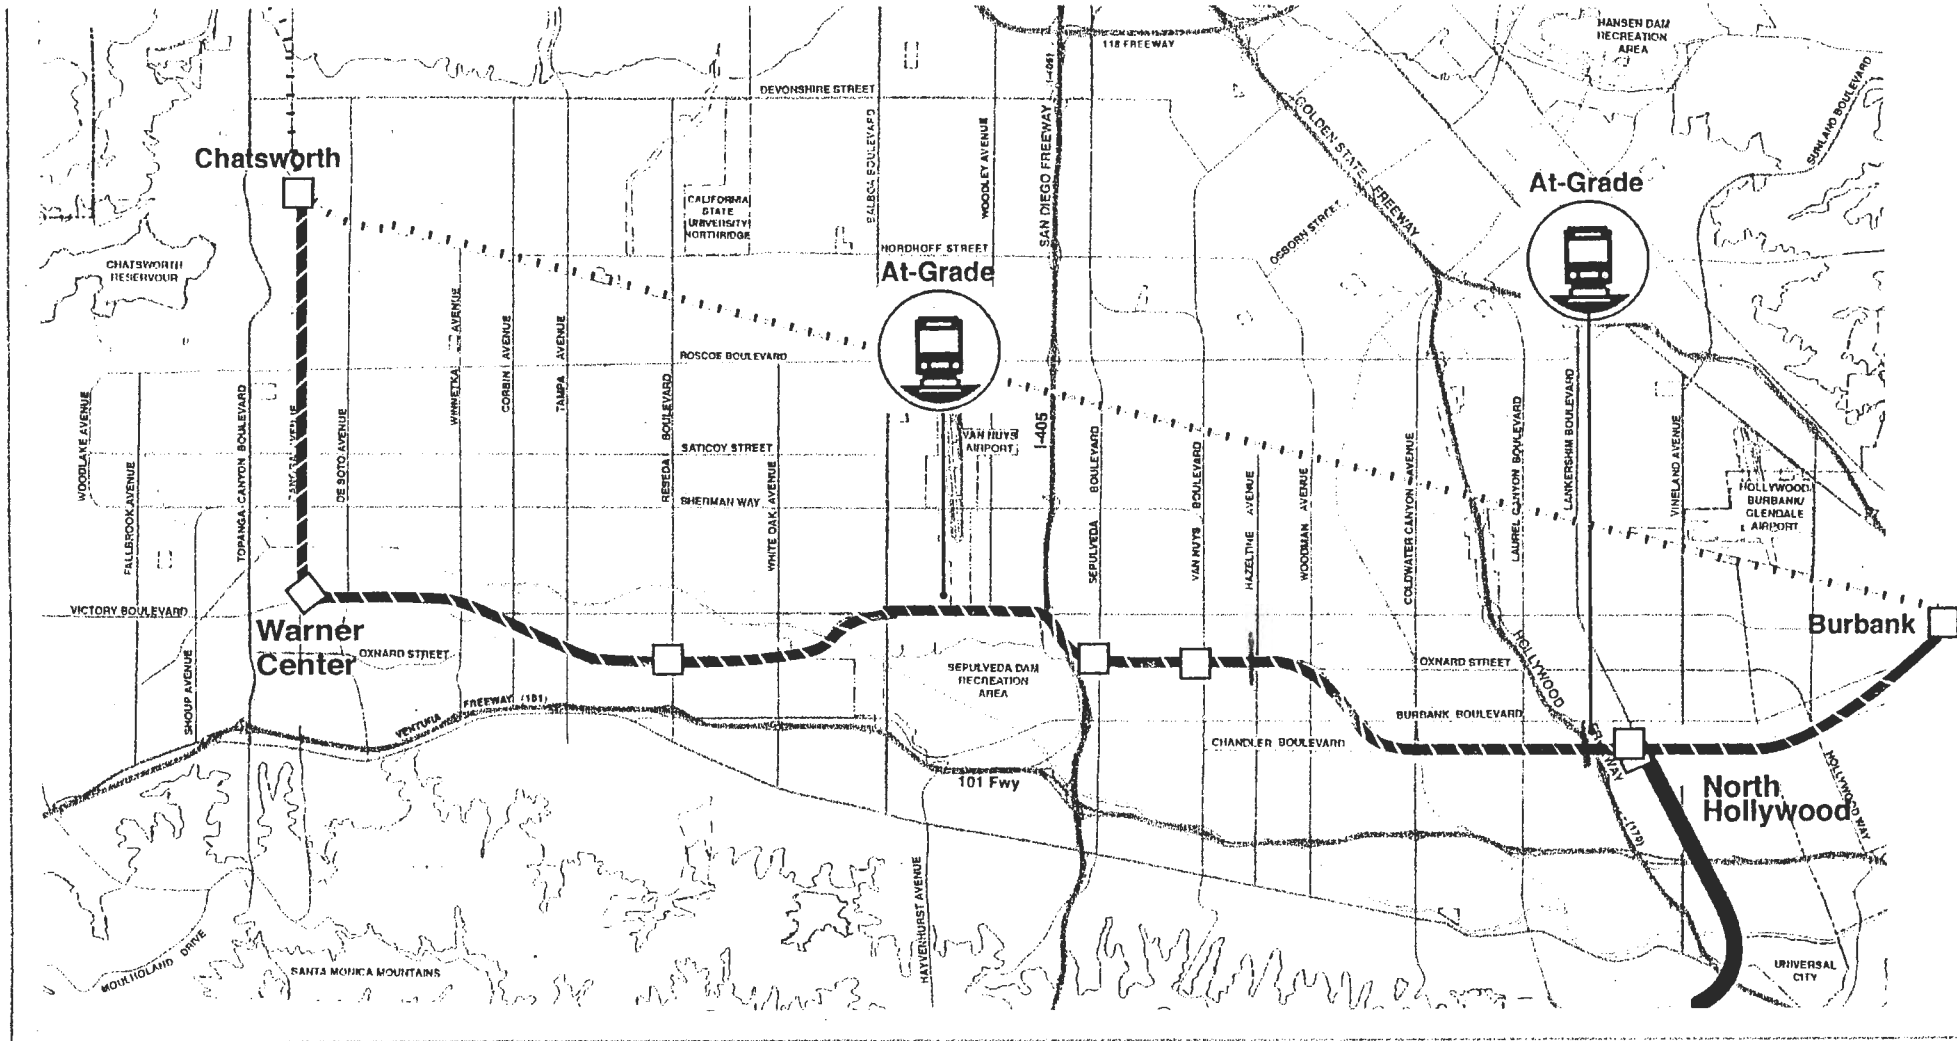 HANSEN DAM
RECREATION
AREA
118 FREEWAY
(I-405)
DEVONSHIRE STREET
SUNLAND BOULEVARD
GOLDEN STATE FREEWAY
BALBOA BOULEVARD
WOODLEY AVENUE
SAN DIEGO FREEWAY
Chatsworth
At-Grade
CALIFORNIA
STATE
UNIVERSITY
NORTHRIDGE
OSBORN STREET
NORDHOFF STREET
At-Grade
CHATSWORTH
RESERVOUR
WINNETKA AVENUE
CORBIN AVENUE
TAMPA AVENUE
ROSCOE BOULEVARD
WOODLAKE AVENUE
FALLBROOK AVENUE
TOPANGA CANYON BOULEVARD
DE SOTO AVENUE
RESEDA BOULEVARD
SATICOY STREET
WHITE OAK AVENUE
SHERMAN WAY
VAN NUYS
AIRPORT
I-405
SEPULVEDA BOULEVARD
VAN NUYS BOULEVARD
HAZELTINE AVENUE
WOODMAN AVENUE
COLDWATER CANYON AVENUE
LAUREL CANYON BOULEVARD
LANKERSHIM BOULEVARD
VINELAND AVENUE
HOLLYWOOD
BURBANK/
GLENDALE
AIRPORT
VICTORY BOULEVARD
Warner
Center
OXNARD STREET
SHOUP AVENUE
VENTURA FREEWAY (101)
SEPULVEDA DAM
RECREATION
AREA
OXNARD STREET
HOLLYWOOD
WAY
Burbank
BURBANK BOULEVARD
CHANDLER BOULEVARD
101 Fwy
North
Hollywood
HOLLYWOOD WAY
(170)
HAYVENHURST AVENUE
MOULHOLAND DRIVE
SANTA MONICA MOUNTAINS
UNIVERSAL
CITY